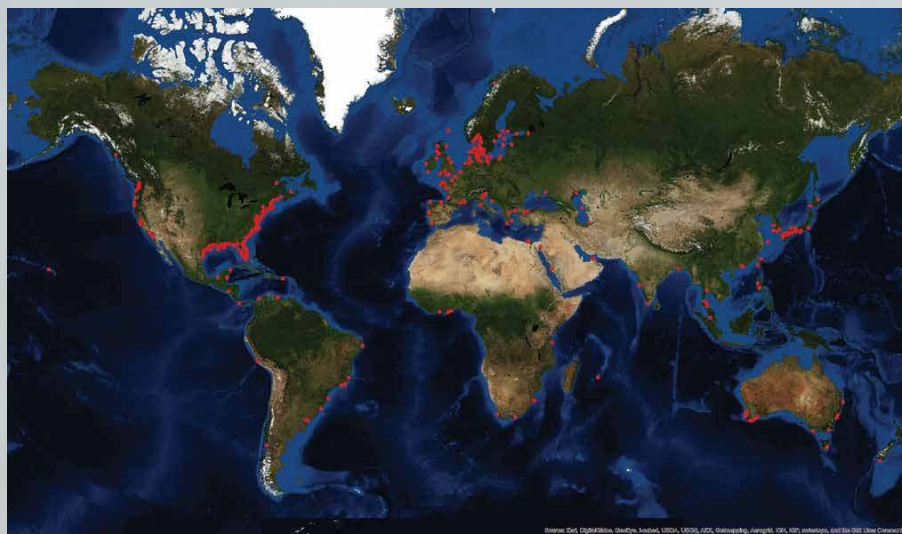 Source: Esri, DigitalGlobe, GeoEye, i-cubed, USDA, USGS, AEX, Getmapping, Aerogrid, IGN, IGP, swisstopo, and the GIS User Community